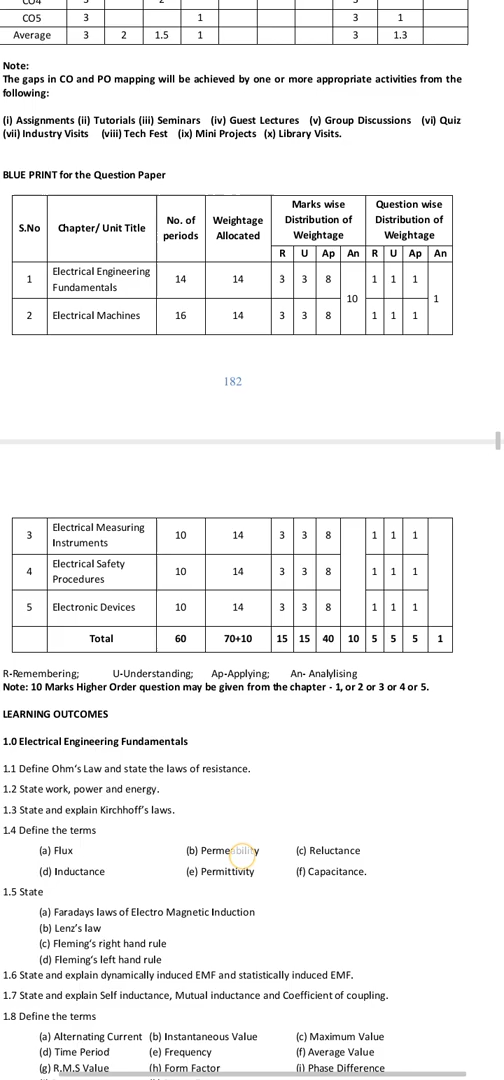 CO4 3 2 3
CO5 3 1 3 1
Average 3 2 1.5 1 3 1.3
Note:
The gaps in CO and PO mapping will be achieved by one or more appropriate activities from the
following:
(i) Assignments (ii) Tutorials (iii) Seminars (iv) Guest Lectures (v) Group Discussions (vi) Quiz
(vii) Industry Visits (viii) Tech Fest (ix) Mini Projects (x) Library Visits.
BLUE PRINT for the Question Paper
S.No Chapter/ Unit Title No. of periods Weightage Allocated Marks wise Distribution of Weightage Question wise Distribution of Weightage
R U Ap An R U Ap An
1 Electrical Engineering Fundamentals 14 14 3 3 8 10 1 1 1 1
2 Electrical Machines 16 14 3 3 8 1 1 1
182
3 Electrical Measuring Instruments 10 14 3 3 8 1 1 1
4 Electrical Safety Procedures 10 14 3 3 8 1 1 1
5 Electronic Devices 10 14 3 3 8 1 1 1
Total 60 70+10 15 15 40 10 5 5 5 1
R-Remembering; U-Understanding; Ap-Applying; An- Analylising
Note: 10 Marks Higher Order question may be given from the chapter - 1, or 2 or 3 or 4 or 5.
LEARNING OUTCOMES
1.0 Electrical Engineering Fundamentals
1.1 Define Ohm's Law and state the laws of resistance.
1.2 State work, power and energy.
1.3 State and explain Kirchhoff's laws.
1.4 Define the terms
(a) Flux (b) Permeability (c) Reluctance
(d) Inductance (e) Permittivity (f) Capacitance.
1.5 State
(a) Faradays laws of Electro Magnetic Induction
(b) Lenz's law
(c) Fleming's right hand rule
(d) Fleming's left hand rule
1.6 State and explain dynamically induced EMF and statistically induced EMF.
1.7 State and explain Self inductance, Mutual inductance and Coefficient of coupling.
1.8 Define the terms
(a) Alternating Current (b) Instantaneous Value (c) Maximum Value
(d) Time Period (e) Frequency (f) Average Value
(g) R.M.S Value (h) Form Factor (i) Phase Difference